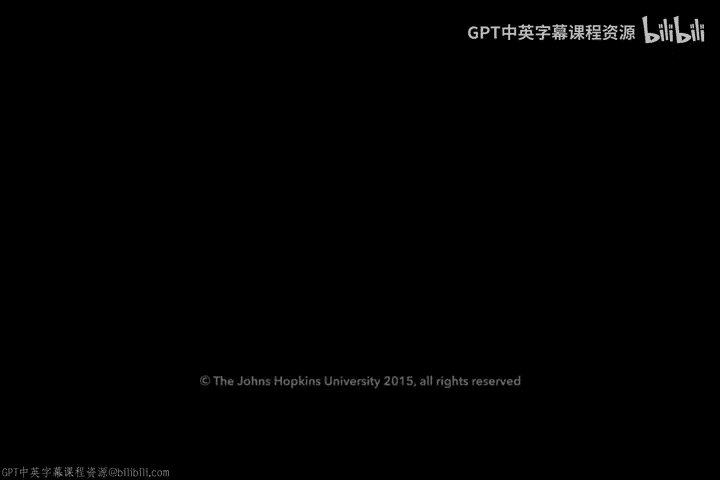 GPT中英字幕课程资源 bilibili
© The Johns Hopkins University 2015, all rights reserved
GPT中英字幕课程资源@bilibili.com